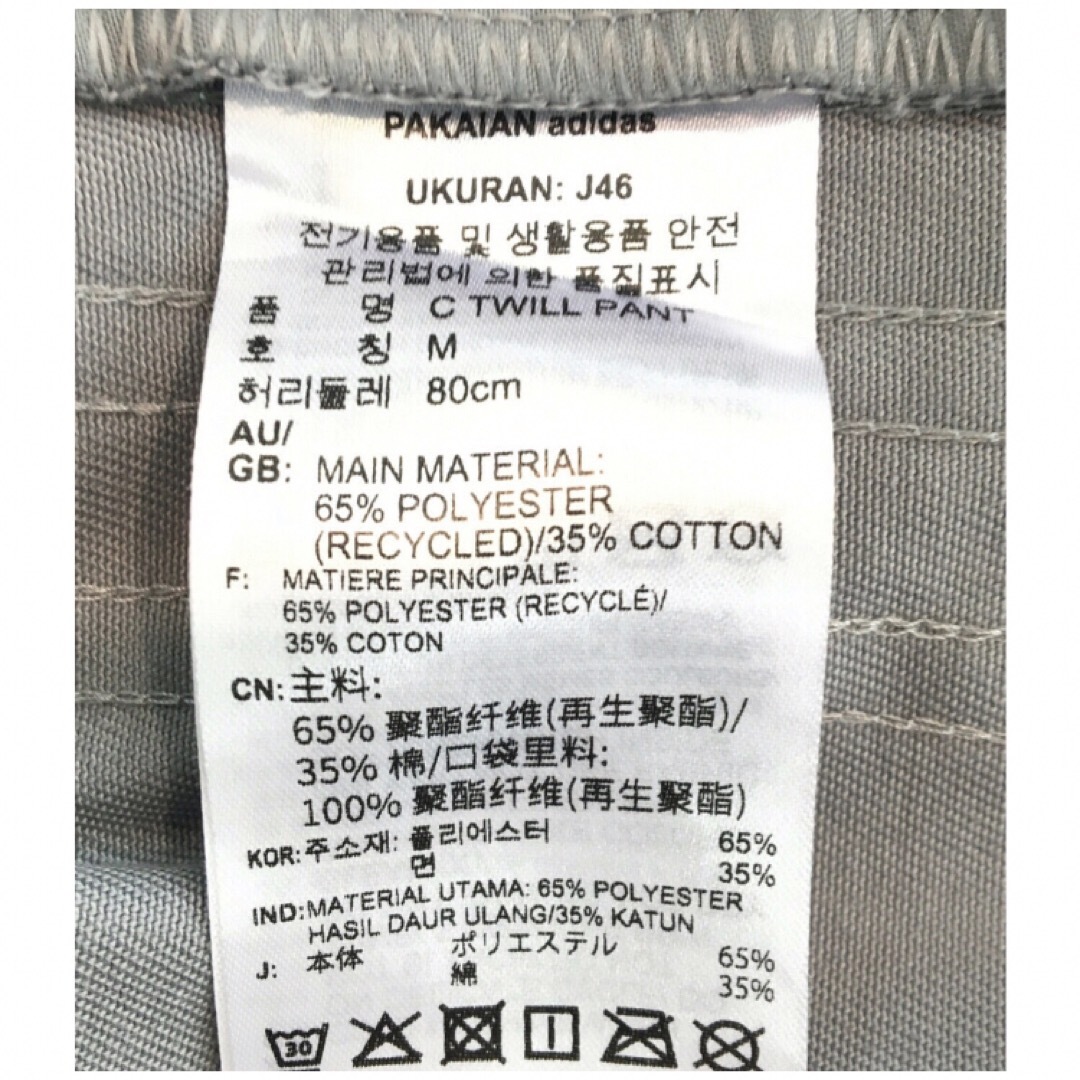 PAKAIAN adidas
UKURAN: J46
전기용품 및 생활용품 안전
관리법에 의한 품질표시
품 명 C TWILL PANT
호 칭 M
허리둘레 80cm
AU/
GB: MAIN MATERIAL:
65% POLYESTER
(RECYCLED)/35% COTTON
F: MATIERE PRINCIPALE:
65% POLYESTER (RECYCLÉ)/
35% COTON
CN: 主料:
65% 聚酯纤维(再生聚酯)/
35% 棉/口袋里料:
100% 聚酯纤维(再生聚酯)
KOR: 주소재: 폴리에스터 65%
면 35%
IND: MATERIAL UTAMA: 65% POLYESTER
HASIL DAUR ULANG/35% KATUN
J: 本体 ポリエステル 65%
綿 35%
30